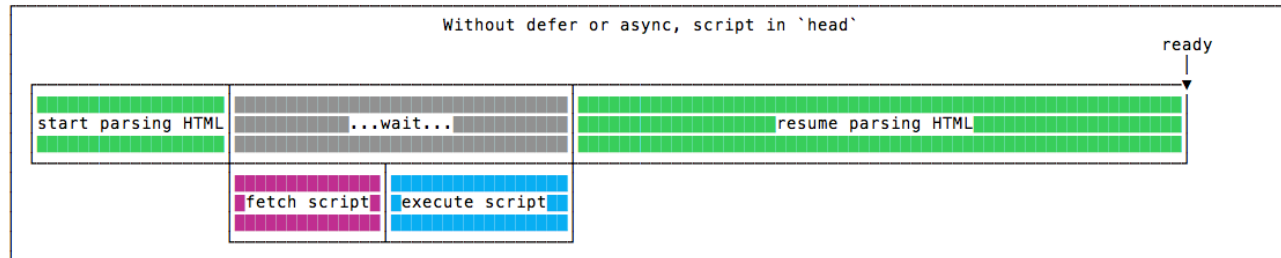 Without defer or async, script in `head`
ready
start parsing HTML ...wait... resume parsing HTML
fetch script execute script